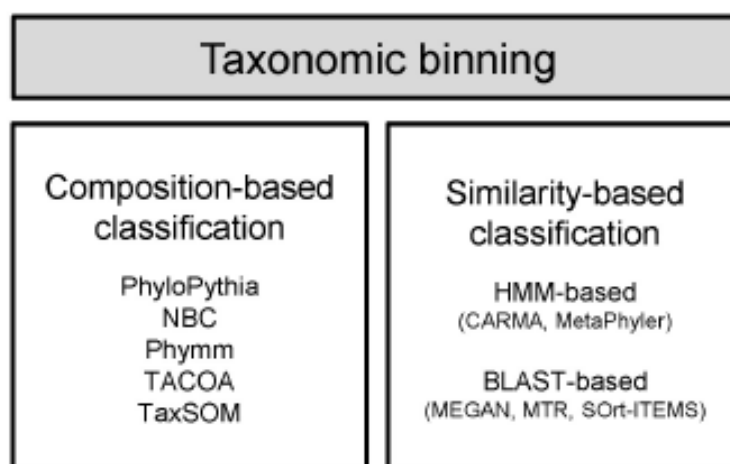 Taxonomic binning
Composition-based
classification
PhyloPythia
NBC
Phymm
TACOA
TaxSOM
Similarity-based
classification
HMM-based
(CARMA, MetaPhyler)
BLAST-based
(MEGAN, MTR, SOrt-ITEMS)